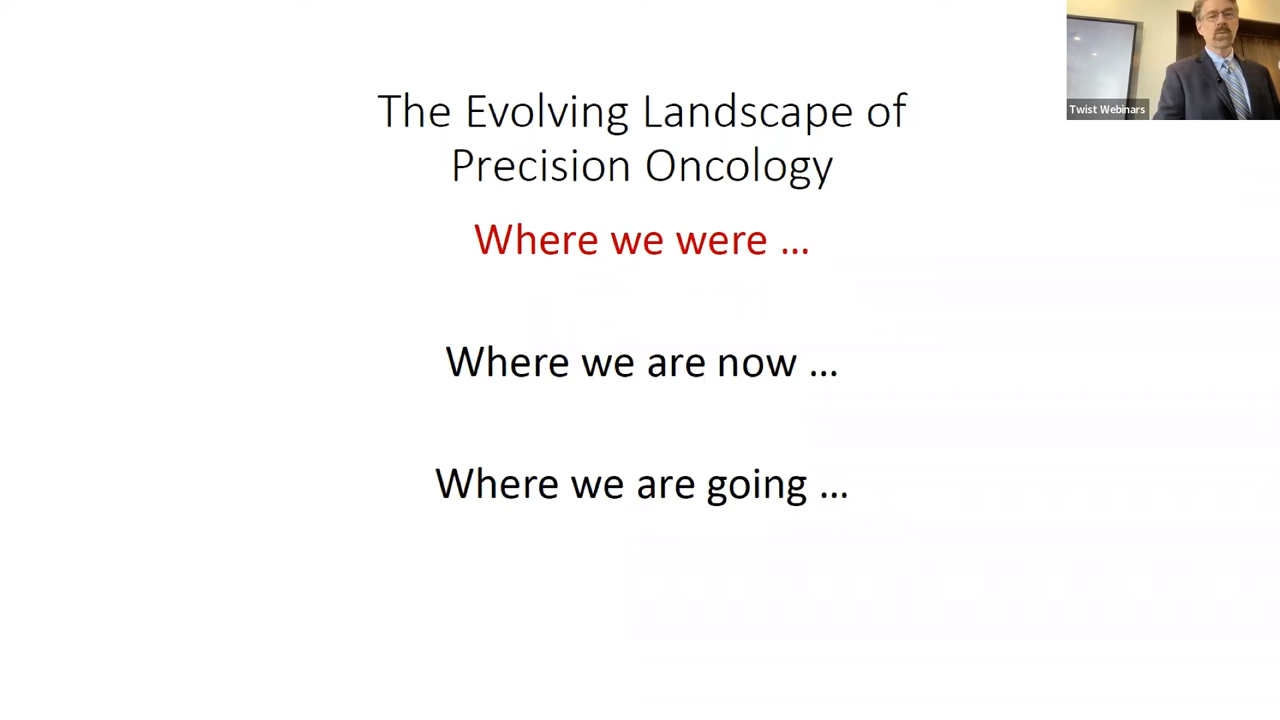 The Evolving Landscape of
Precision Oncology
Where we were ...
Where we are now ...
Where we are going ...
Twist Webinars